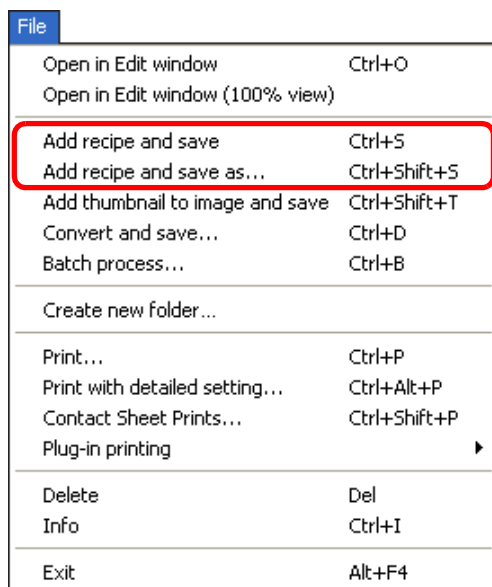 File
Open in Edit window Ctrl+O
Open in Edit window (100% view)
Add recipe and save Ctrl+S
Add recipe and save as... Ctrl+Shift+S
Add thumbnail to image and save Ctrl+Shift+T
Convert and save... Ctrl+D
Batch process... Ctrl+B
Create new folder...
Print... Ctrl+P
Print with detailed setting... Ctrl+Alt+P
Contact Sheet Prints... Ctrl+Shift+P
Plug-in printing
Delete Del
Info Ctrl+I
Exit Alt+F4